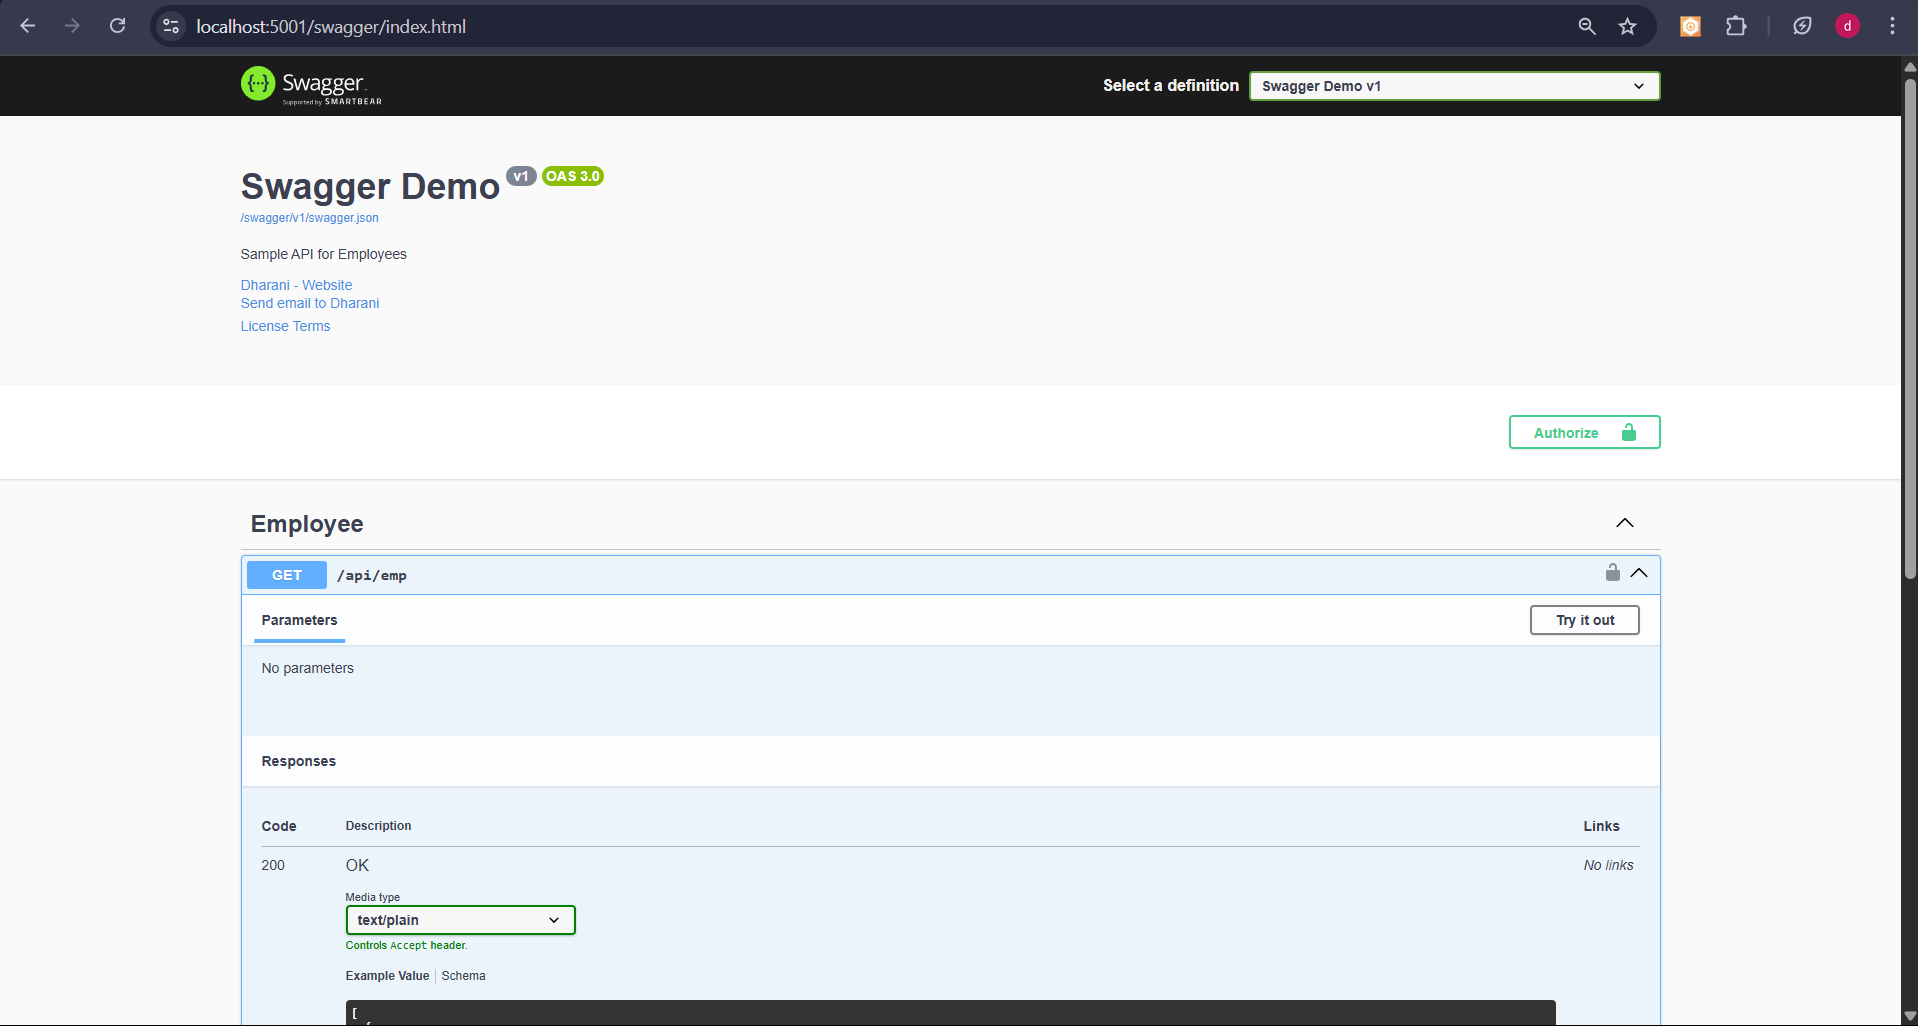 localhost:5001/swagger/index.html
d
{···} Swagger.
Supported by SMARTBEAR
Select a definition
Swagger Demo v1
Swagger Demo v1 OAS 3.0
/swagger/v1/swagger.json
Sample API for Employees
Dharani - Website
Send email to Dharani
License Terms
Authorize
Employee
GET /api/emp
Parameters
Try it out
No parameters
Responses
Code Description Links
200 OK No links
Media type
text/plain
Controls Accept header.
Example Value Schema
[